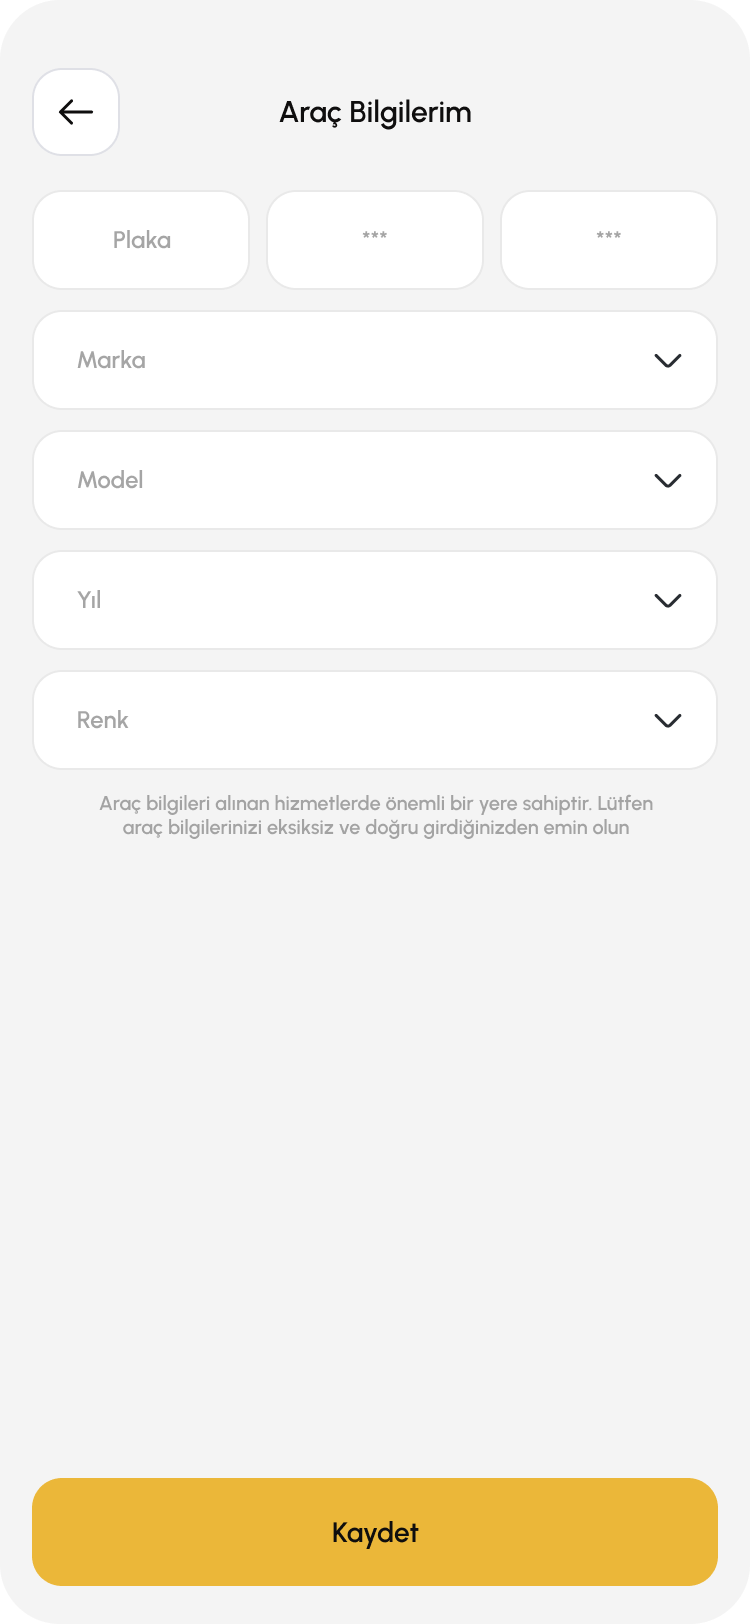 Araç Bilgilerim
Plaka *** ***
Marka
Model
Yıl
Renk
Araç bilgileri alınan hizmetlerde önemli bir yere sahiptir. Lütfen
araç bilgilerinizi eksiksiz ve doğru girdiğinizden emin olun
Kaydet